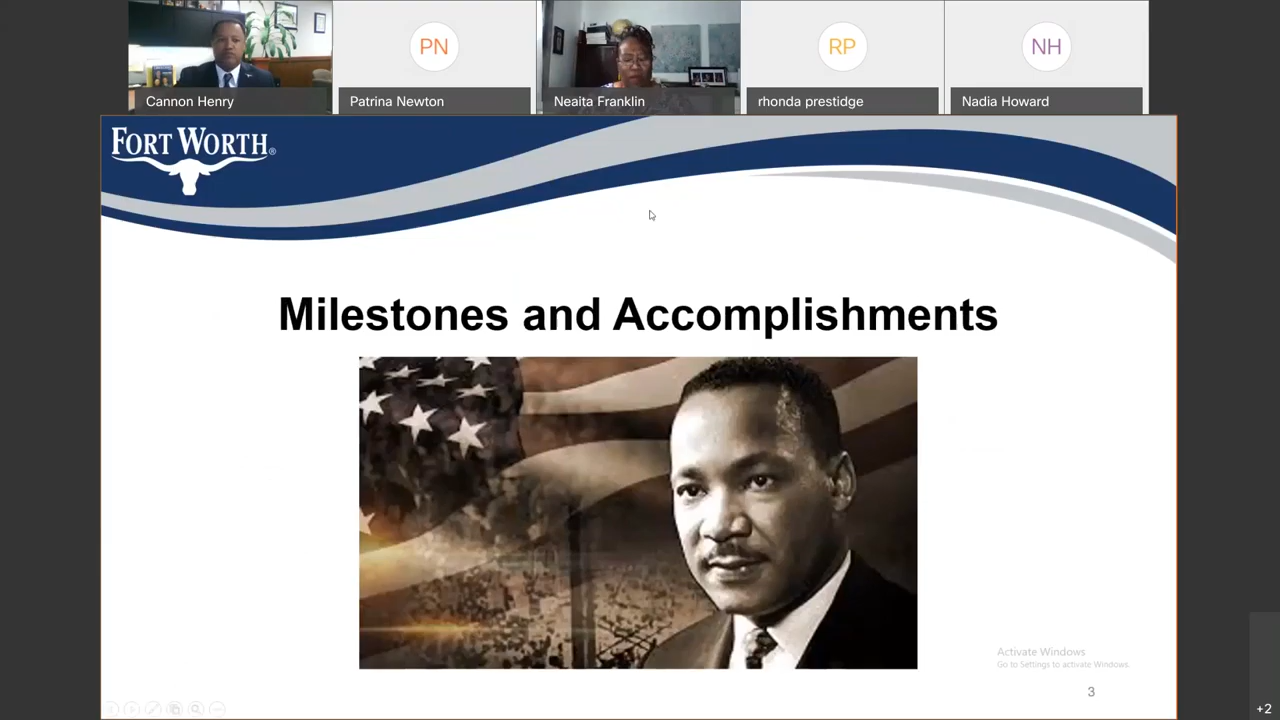 PN
RP
NH
Cannon Henry
Patrina Newton
Neaita Franklin
rhonda prestidge
Nadia Howard
FORT WORTH®
Milestones and Accomplishments
Activate Windows
Go to Settings to activate Windows.
3
+2